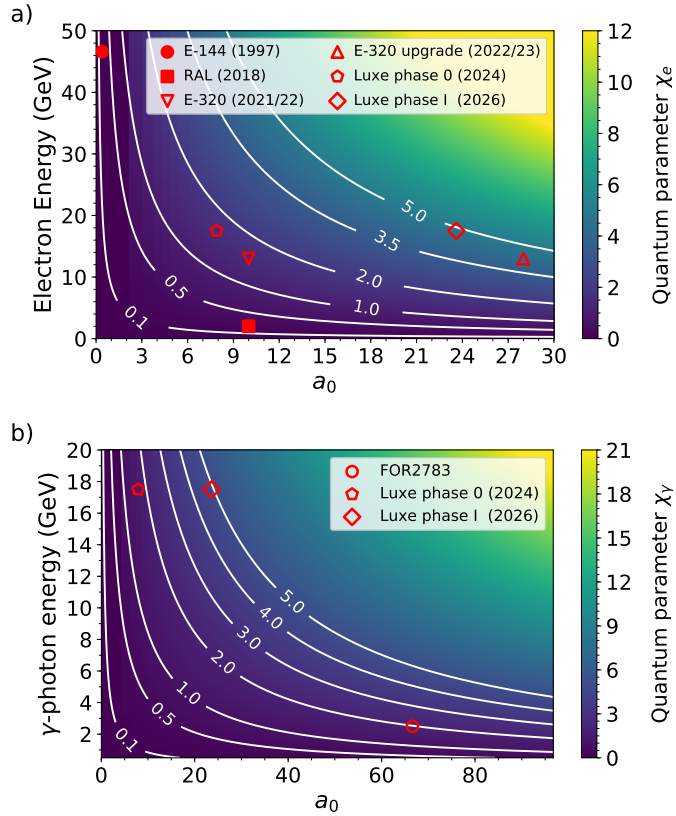 a)
Electron Energy (GeV)
50
40
30
20
10
0
E-144 (1997)
RAL (2018)
E-320 (2021/22)
E-320 upgrade (2022/23)
Luxe phase 0 (2024)
Luxe phase I (2026)
5.0
3.5
2.0
1.0
0.5
0.1
0 3 6 9 12 15 18 21 24 27 30
a₀
12
10
8
6
4
2
0
Quantum parameter χₑ
b)
γ-photon energy (GeV)
20
18
16
14
12
10
8
6
4
2
FOR2783
Luxe phase 0 (2024)
Luxe phase I (2026)
5.0
4.0
3.0
2.0
1.0
0.5
0.1
0 20 40 60 80
a₀
21
18
15
12
9
6
3
0
Quantum parameter χᵧ